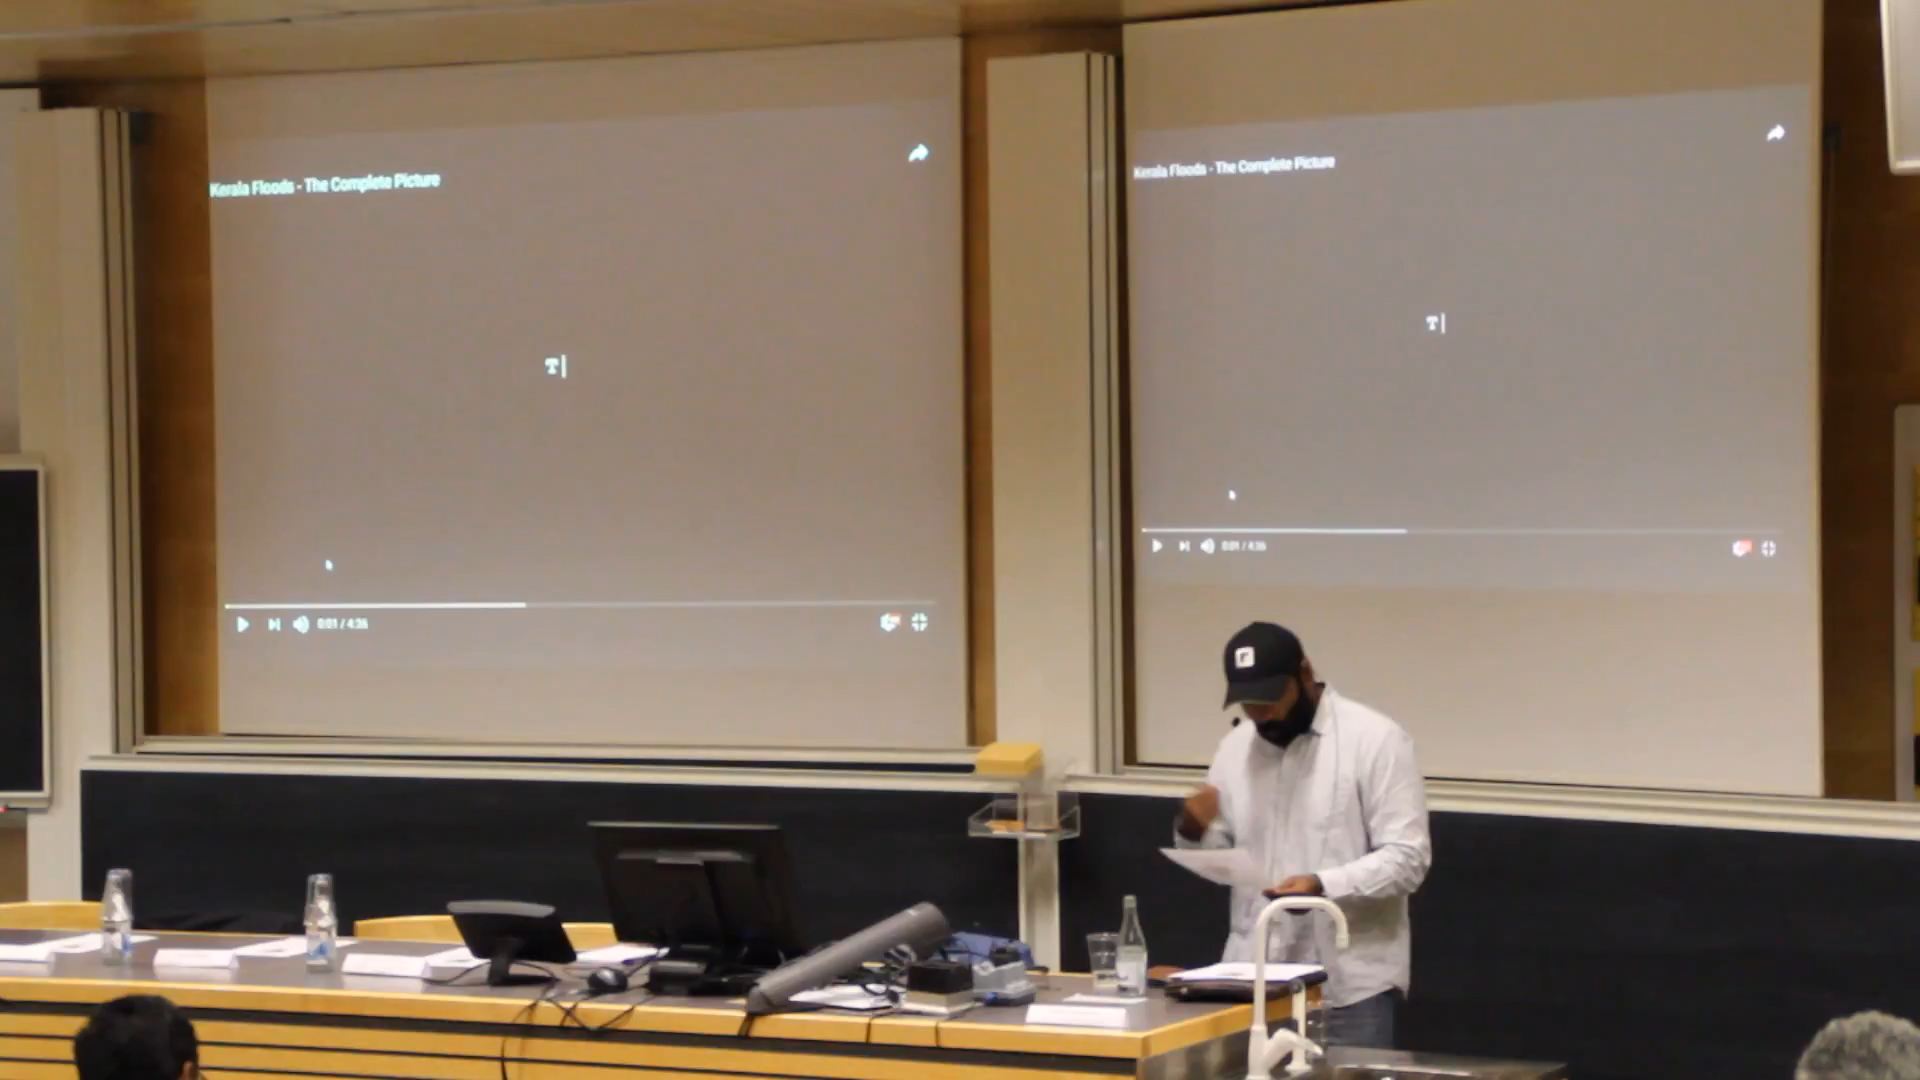 Kerala Floods - The Complete Picture
T
0:01 / 4:36
Kerala Floods - The Complete Picture
T
0:01 / 4:36